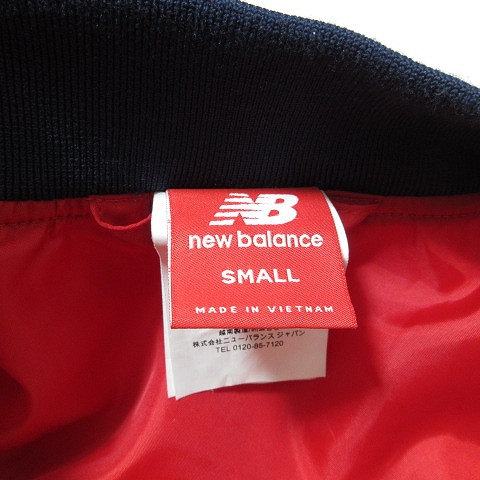 NB
new balance
SMALL
MADE IN VIETNAM
株式会社ニューバランス ジャパン
TEL 0120-85-7120